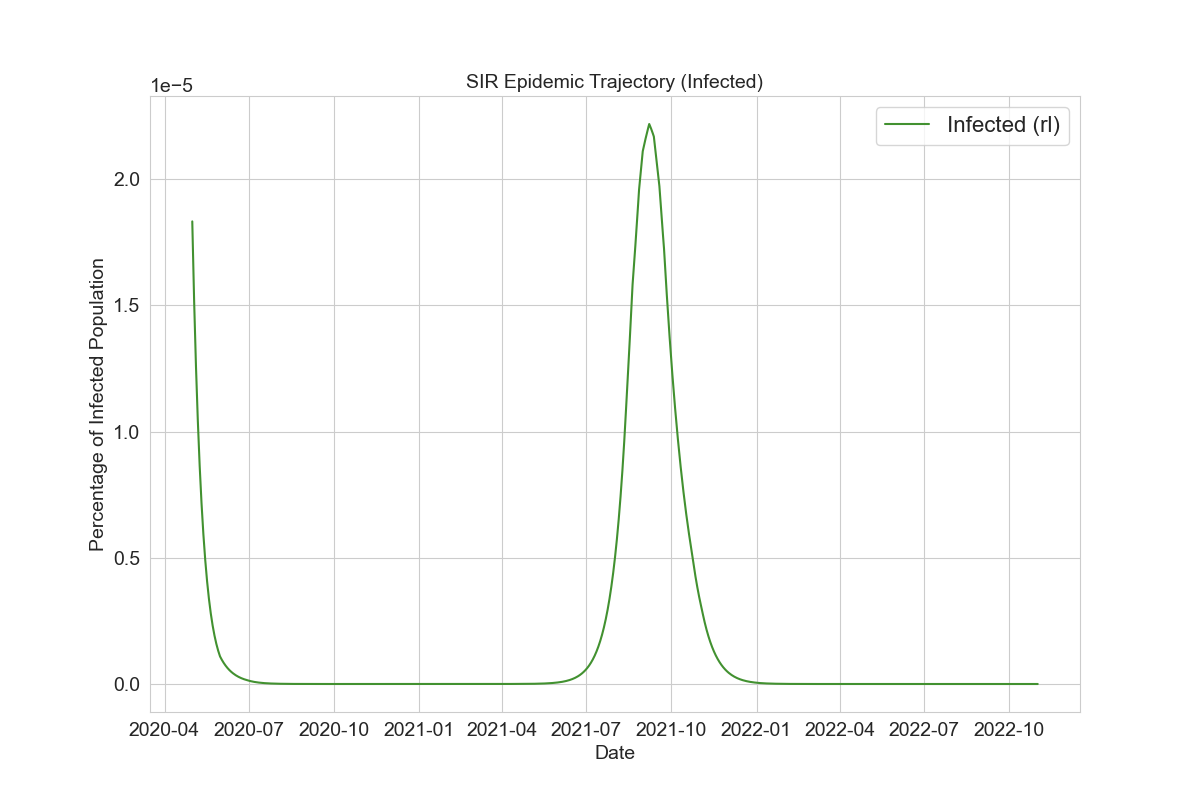 SIR Epidemic Trajectory (Infected)
1e−5
Infected (rl)
2.0
1.5
1.0
0.5
0.0
Percentage of Infected Population
2020-04 2020-07 2020-10 2021-01 2021-04 2021-07 2021-10 2022-01 2022-04 2022-07 2022-10
Date